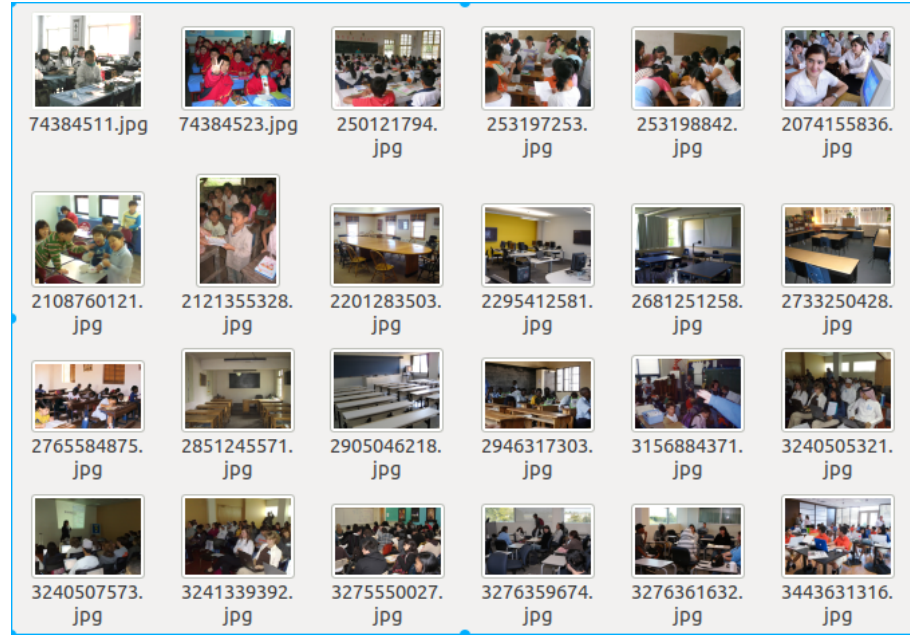 74384511.jpg 74384523.jpg 250121794. 253197253. 253198842. 2074155836.
jpg jpg jpg jpg
2108760121. 2121355328. 2201283503. 2295412581. 2681251258. 2733250428.
jpg jpg jpg jpg jpg jpg
2765584875. 2851245571. 2905046218. 2946317303. 3156884371. 3240505321.
jpg jpg jpg jpg jpg jpg
3240507573. 3241339392. 3275550027. 3276359674. 3276361632. 3443631316.
jpg jpg jpg jpg jpg jpg